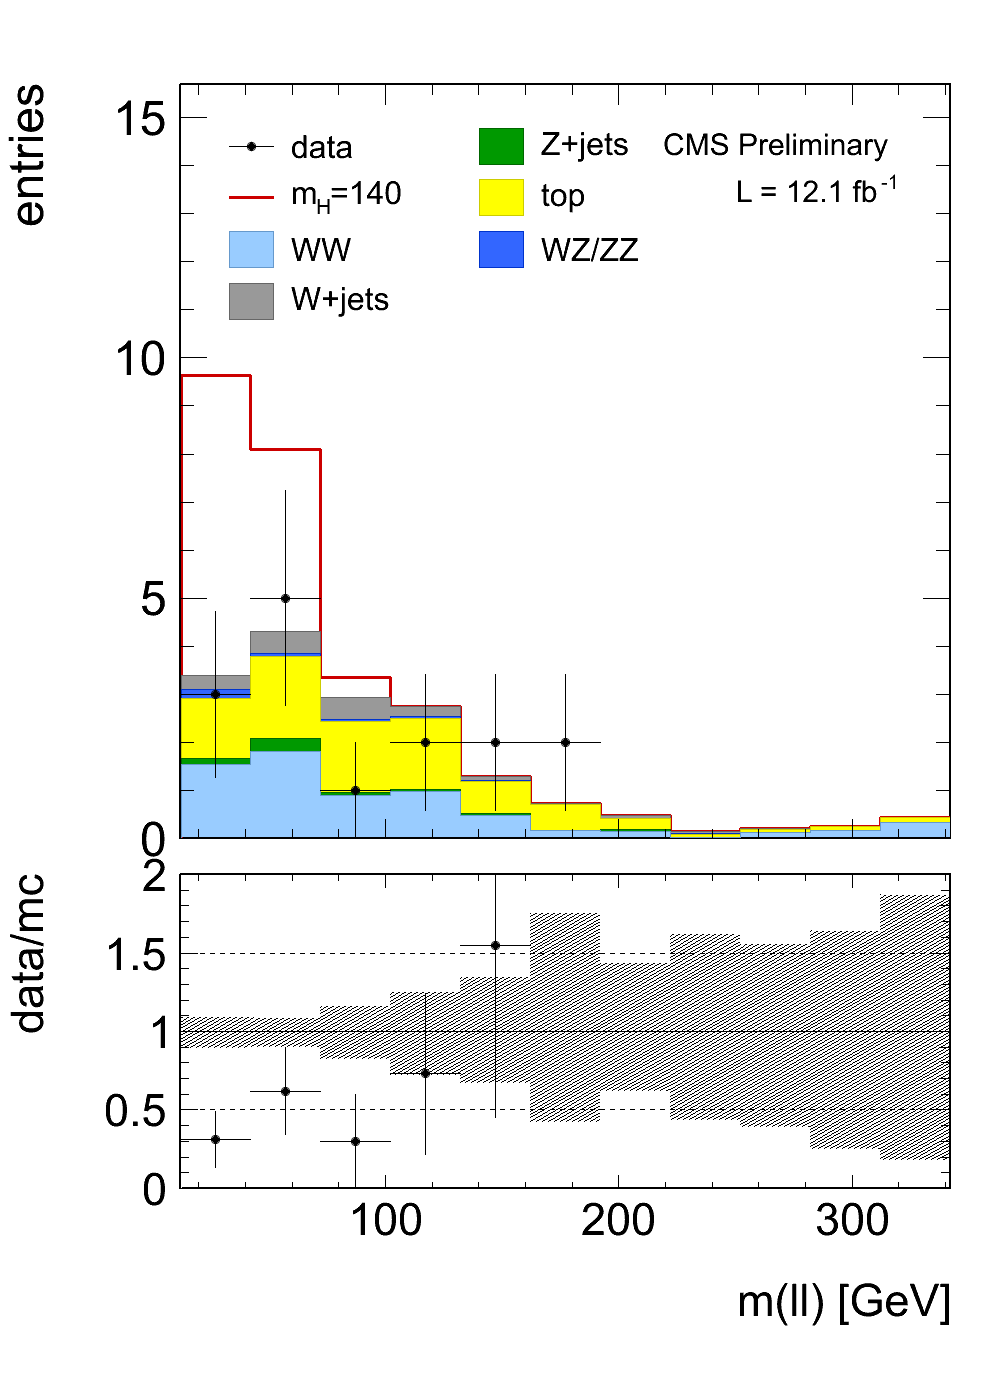 entries
15
10
5
0
data
m_H=140
WW
W+jets
Z+jets
top
WZ/ZZ
CMS Preliminary
L = 12.1 fb⁻¹
data/mc
2
1.5
1
0.5
0
100 200 300
m(ll) [GeV]